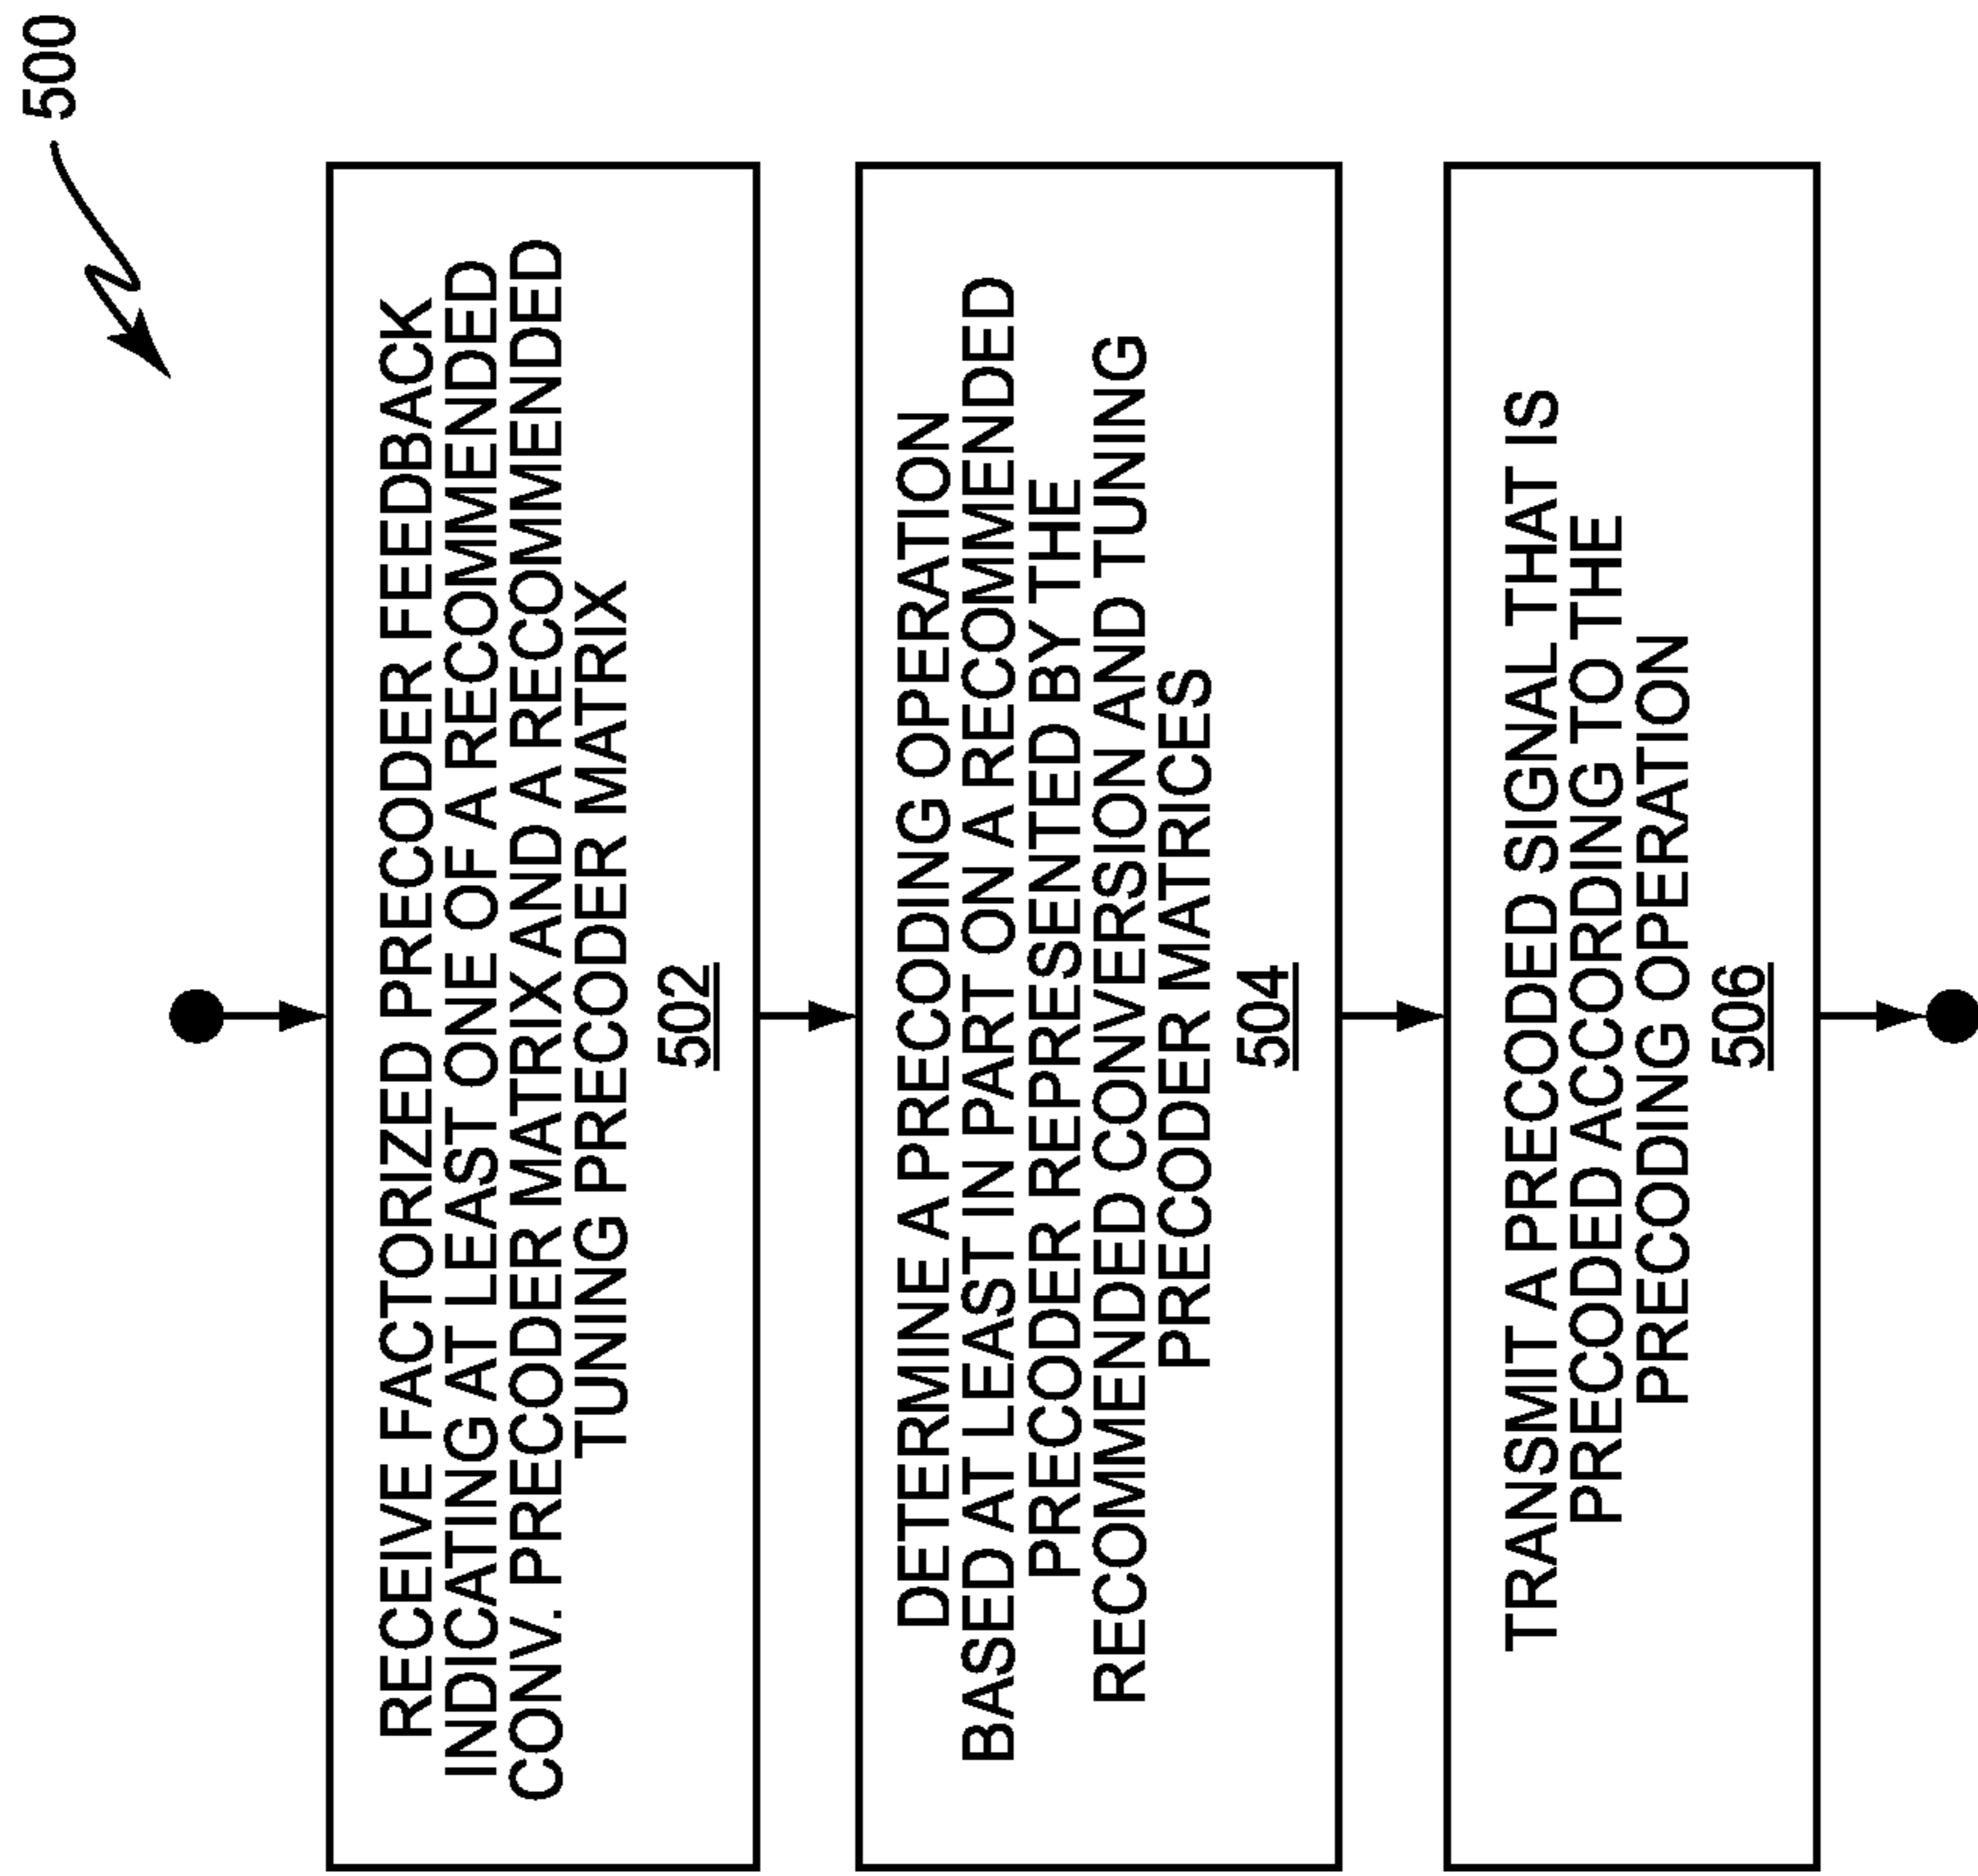 500
RECEIVE FACTORIZED PRECODER FEEDBACK
INDICATING AT LEAST ONE OF A RECOMMENDED
CONV. PRECODER MATRIX AND A RECOMMENDED
TUNING PRECODER MATRIX
502
DETERMINE A PRECODING OPERATION
BASED AT LEAST IN PART ON A RECOMMENDED
PRECODER REPRESENTED BY THE
RECOMMENDED CONVERSION AND TUNING
PRECODER MATRICES
504
TRANSMIT A PRECODED SIGNAL THAT IS
PRECODED ACCORDING TO THE
PRECODING OPERATION
506